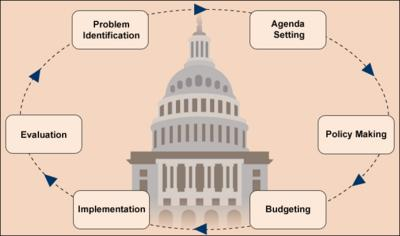 Problem
Identification
Agenda
Setting
Evaluation
Policy Making
Implementation
Budgeting